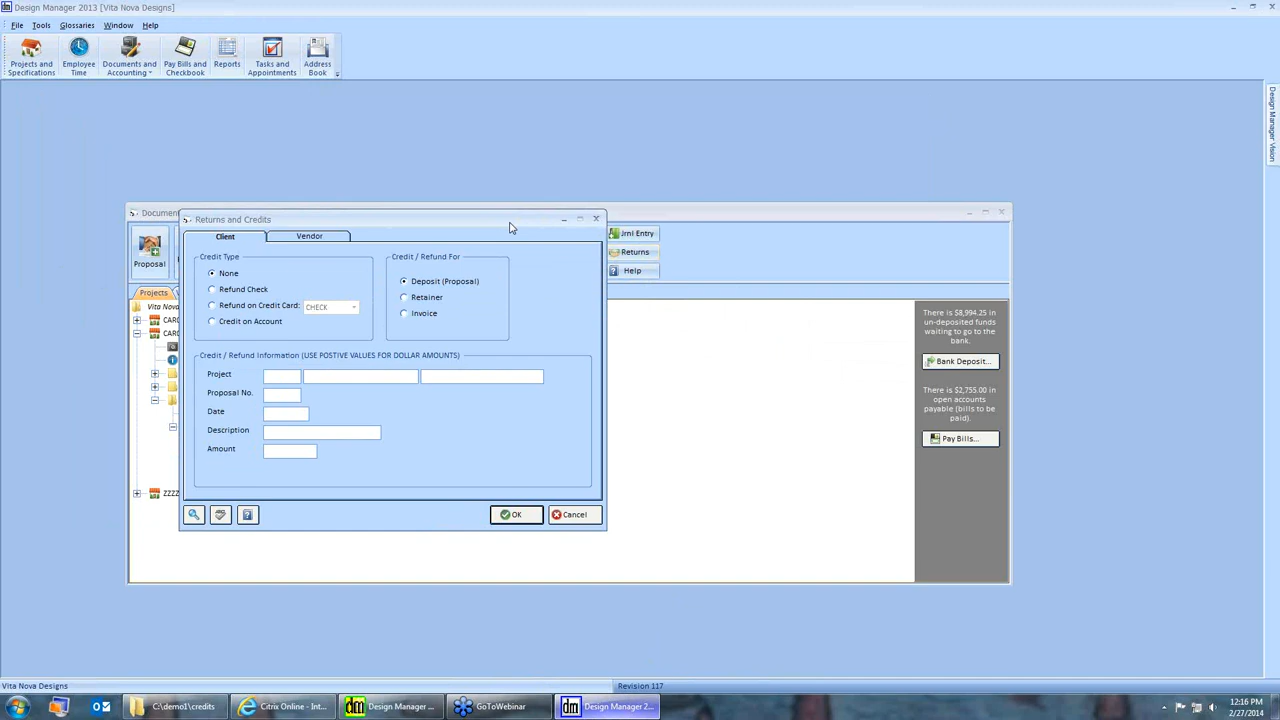 Design Manager 2013 [Vita Nova Designs]
File Tools Glossaries Window Help
Projects and Specifications
Employee Time
Documents and Accounting
Pay Bills and Checkbook
Reports
Tasks and Appointments
Address Book
Design Manager Vision
Returns and Credits
Jrnl Entry
Returns
Help
Proposal
Projects
Client Vendor
Credit Type
None
Refund Check
Refund on Credit Card: CHECK
Credit on Account
Credit / Refund For
Deposit (Proposal)
Retainer
Invoice
Credit / Refund Information (USE POSTIVE VALUES FOR DOLLAR AMOUNTS)
Project
Proposal No.
Date
Description
Amount
OK Cancel
There is $8,994.25 in
un-deposited funds
waiting to go to the
bank.
Bank Deposit...
There is $2,755.00 in
open accounts
payable (bills to be
paid).
Pay Bills...
Vita Nova Designs
Revision 117
C:\demo1\credits
Citrix Online - Int...
Design Manager ...
GoToWebinar
Design Manager 2...
12:16 PM
2/27/2014